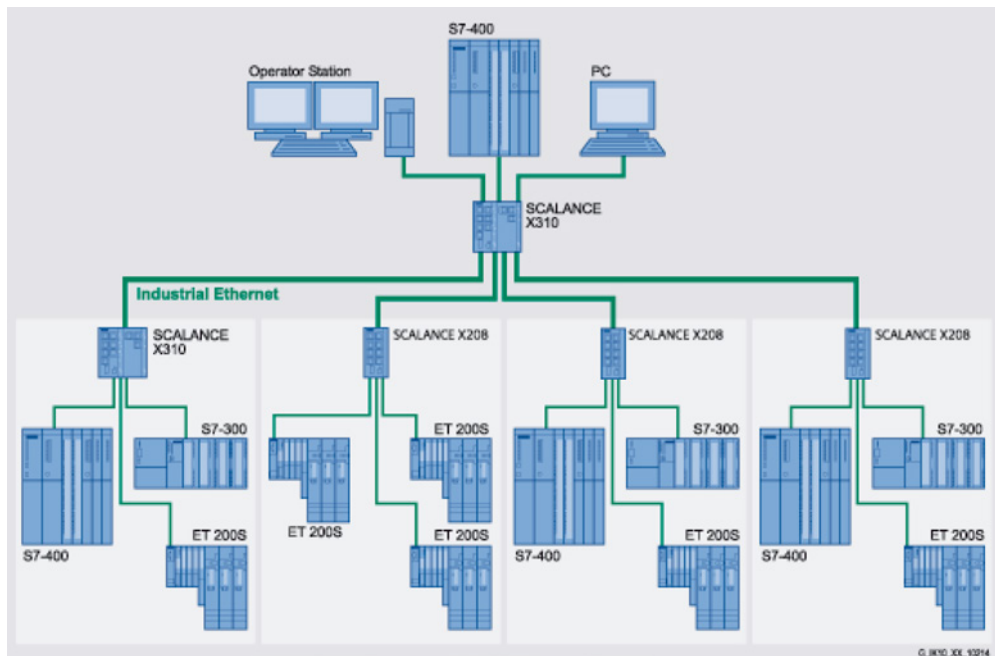 S7-400
Operator Station
PC
SCALANCE
X310
Industrial Ethernet
SCALANCE
X310
SCALANCE X208
SCALANCE X208
SCALANCE X208
S7-300
S7-400
ET 200S
ET 200S
ET 200S
ET 200S
S7-300
S7-400
ET 200S
S7-300
S7-400
ET 200S
G_IK10_XX_10214